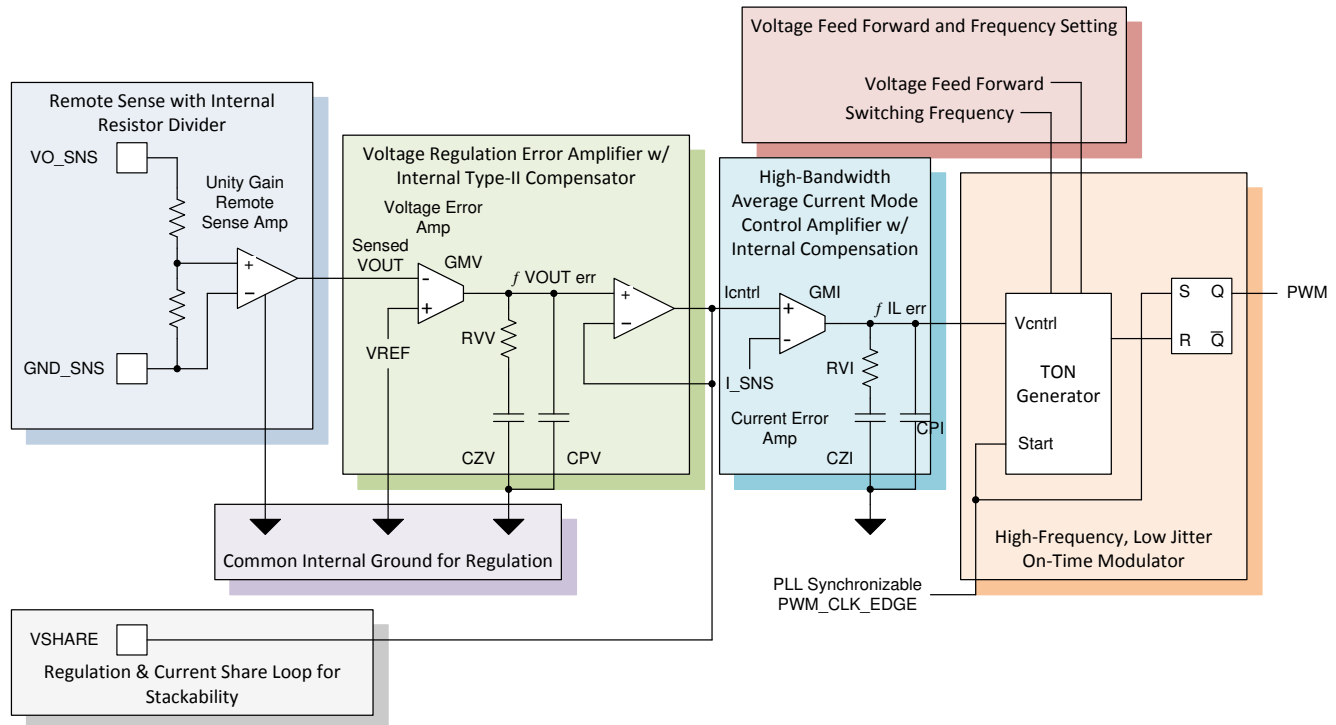 Voltage Feed Forward and Frequency Setting
Voltage Feed Forward
Switching Frequency
Remote Sense with Internal
Resistor Divider
VO_SNS
Unity Gain
Remote
Sense Amp
+
−
GND_SNS
Voltage Regulation Error Amplifier w/
Internal Type-II Compensator
Voltage Error
Amp
Sensed
VOUT
GMV
-
+
VREF
ƒ VOUT err
RVV
CZV
CPV
+
−
High-Bandwidth
Average Current Mode
Control Amplifier w/
Internal Compensation
Icntrl
GMI
+
-
I_SNS
ƒ IL err
RVI
Current Error
Amp
CPI
CZI
Vcntrl
TON
Generator
Start
S Q
R Q̅
PWM
High-Frequency, Low Jitter
On-Time Modulator
Common Internal Ground for Regulation
PLL Synchronizable
PWM_CLK_EDGE
VSHARE
Regulation & Current Share Loop for
Stackability